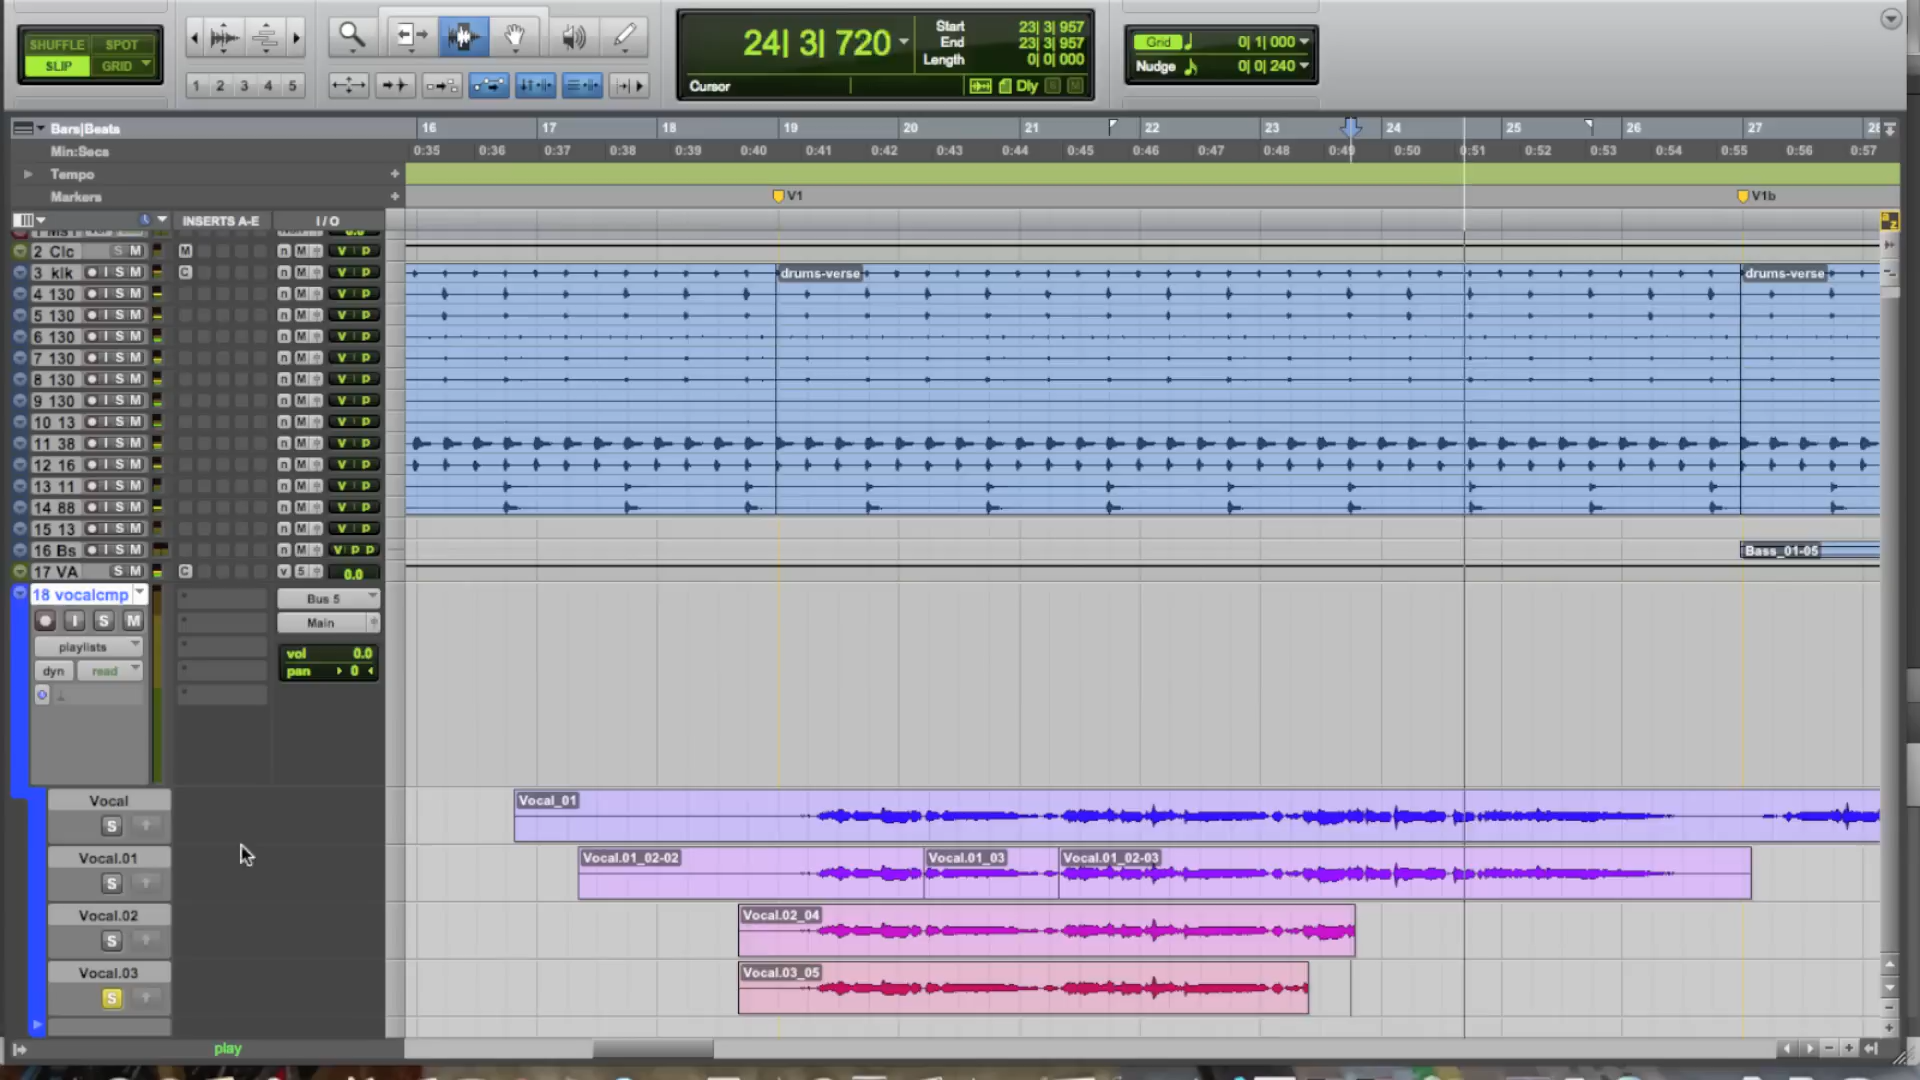 SHUFFLE SPOT
SLIP GRID
1 2 3 4 5
24| 3| 720
Start 23| 3| 957
End 23| 3| 957
Length 0| 0| 000
Cursor
Dly
Grid 0| 1| 000
Nudge 0| 0| 240
Bars|Beats
16 17 18 19 20 21 22 23 24 25 26 27 28
Min:Secs
0:35 0:36 0:37 0:38 0:39 0:40 0:41 0:42 0:43 0:44 0:45 0:46 0:47 0:48 0:49 0:50 0:51 0:52 0:53 0:54 0:55 0:56 0:57
Tempo
Markers
V1 V1b
INSERTS A-E I/O
2 Clc S M M n M V P
3 klk I S M C n M V P
drums-verse drums-verse
4 130 I S M n M V P
5 130 I S M n M V P
6 130 I S M n M V P
7 130 I S M n M V P
8 130 I S M n M V P
9 130 I S M n M V P
10 13 I S M n M V P
11 38 I S M n M V P
12 16 I S M n M V P
13 11 I S M n M V P
14 88 I S M n M V P
15 13 I S M n M V P
16 Bs I S M n M V P P
Bass_01-05
17 VA S M C v S 0.0
18 vocalcmp
Bus 5
I S M
Main
playlists
vol 0.0
dyn read
pan 0
Vocal
S
Vocal_01
Vocal.01
S
Vocal.01_02-02 Vocal.01_03 Vocal.01_02-03
Vocal.02
S
Vocal.02_04
Vocal.03
S
Vocal.03_05
play